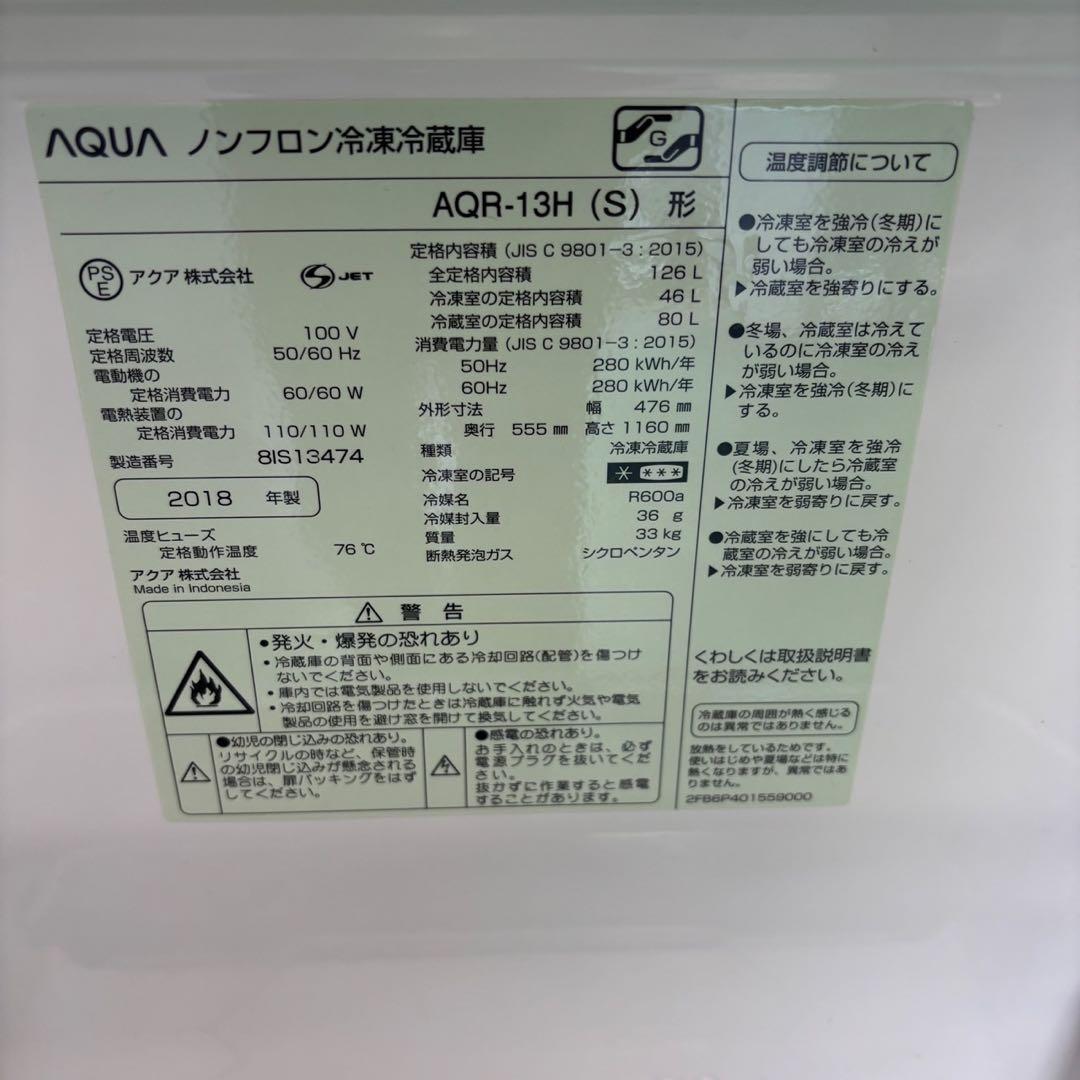 AQUA ノンフロン冷凍冷蔵庫
G
AQR-13H (S) 形
PS
E
アクア 株式会社
S JET
定格電圧 100 V
定格周波数 50/60 Hz
電動機の
定格消費電力 60/60 W
電熱装置の
定格消費電力 110/110 W
製造番号 8IS13474
2018 年製
温度ヒューズ
定格動作温度 76 ℃
アクア 株式会社
Made in Indonesia
定格内容積 (JIS C 9801-3 : 2015)
全定格内容積 126 L
冷凍室の定格内容積 46 L
冷蔵室の定格内容積 80 L
消費電力量 (JIS C 9801-3 : 2015)
50Hz 280 kWh/年
60Hz 280 kWh/年
外形寸法 幅 476 ㎜
奥行 555 ㎜ 高さ 1160 ㎜
種類 冷凍冷蔵庫
冷凍室の記号 * ***
冷媒名 R600a
冷媒封入量 36 g
質量 33 kg
断熱発泡ガス シクロペンタン
警告
●発火・爆発の恐れあり
・冷蔵庫の背面や側面にある冷却回路(配管)を傷つけ
ないでください。
・庫内では電気製品を使用しないでください。
・冷却回路を傷つけたときは冷蔵庫に触れず火気や電気
製品の使用を避け窓を開けて換気してください。
●幼児の閉じ込みの恐れあり。
リサイクルの時など、保管時
の幼児閉じ込みが懸念される
場合は、扉パッキングをはず
してください。
●感電の恐れあり。
お手入れのときは、必ず
電源プラグを抜いてくだ
さい。
抜かずに作業すると感電
することがあります。
温度調節について
●冷凍室を強冷(冬期)に
しても冷凍室の冷えが
弱い場合。
▶冷蔵室を強寄りにする。
●冬場、冷蔵室は冷えて
いるのに冷凍室の冷え
が弱い場合。
▶冷凍室を強冷(冬期)に
する。
●夏場、冷凍室を強冷
(冬期)にしたら冷蔵室
の冷えが弱い場合。
▶冷凍室を弱寄りに戻す。
●冷蔵室を強にしても冷
蔵室の冷えが弱い場合。
▶冷凍室を弱寄りに戻す。
くわしくは取扱説明書
をお読みください。
冷蔵庫の周囲が熱く感じる
のは異常ではありません。
放熱をしているためです。
使いはじめや夏場などは特に
熱くなりますが、異常ではあ
りません。
2FB6P401559000